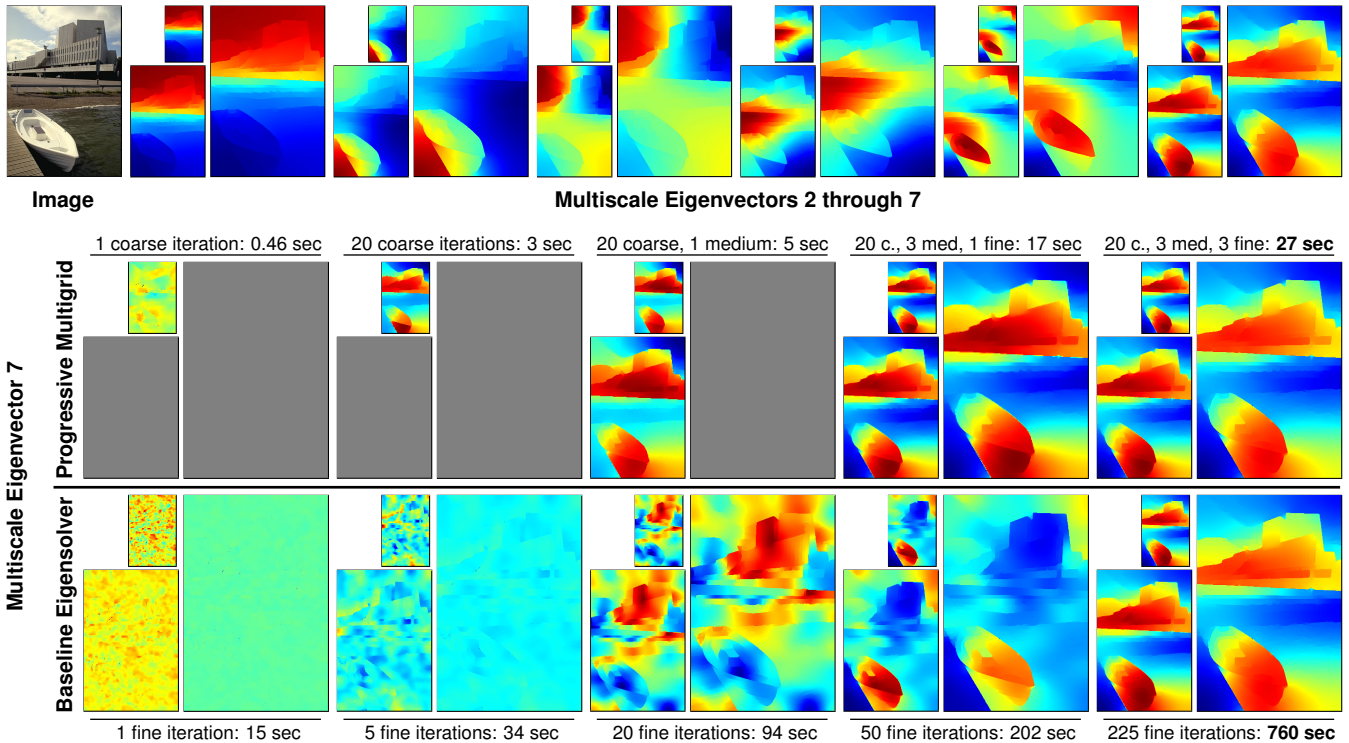 Image
Multiscale Eigenvectors 2 through 7
1 coarse iteration: 0.46 sec
20 coarse iterations: 3 sec
20 coarse, 1 medium: 5 sec
20 c., 3 med, 1 fine: 17 sec
20 c., 3 med, 3 fine: 27 sec
Multiscale Eigenvector 7
Progressive Multigrid
Baseline Eigensolver
1 fine iteration: 15 sec
5 fine iterations: 34 sec
20 fine iterations: 94 sec
50 fine iterations: 202 sec
225 fine iterations: 760 sec